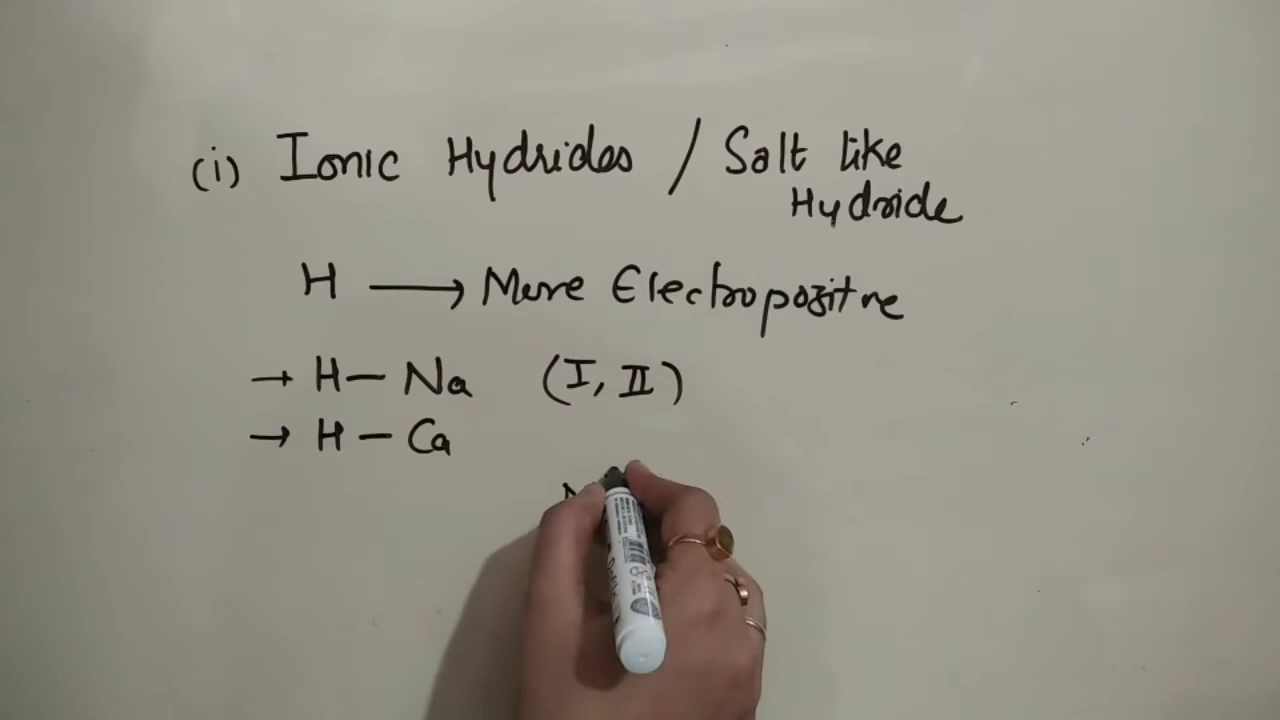 (i) Ionic Hydrides / Salt like
Hydride
H ⟶ More Electropositive
→ H – Na (I, II)
→ H – Ca
N